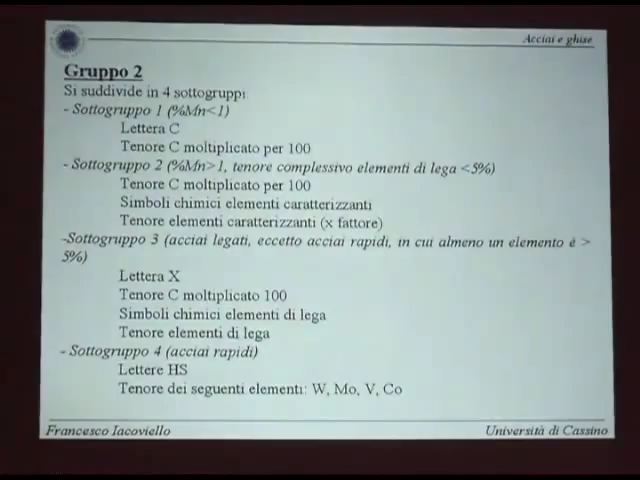 Acciai e ghise
Gruppo 2
Si suddivide in 4 sottogruppi
- Sottogruppo 1 (%Mn<1)
Lettera C
Tenore C moltiplicato per 100
- Sottogruppo 2 (%Mn>1, tenore complessivo elementi di lega <5%)
Tenore C moltiplicato per 100
Simboli chimici elementi caratterizzanti
Tenore elementi caratterizzanti (x fattore)
-Sottogruppo 3 (acciai legati, eccetto acciai rapidi, in cui almeno un elemento è >
5%)
Lettera X
Tenore C moltiplicato 100
Simboli chimici elementi di lega
Tenore elementi di lega
- Sottogruppo 4 (acciai rapidi)
Lettere HS
Tenore dei seguenti elementi: W, Mo, V, Co
Francesco Iacoviello
Università di Cassino